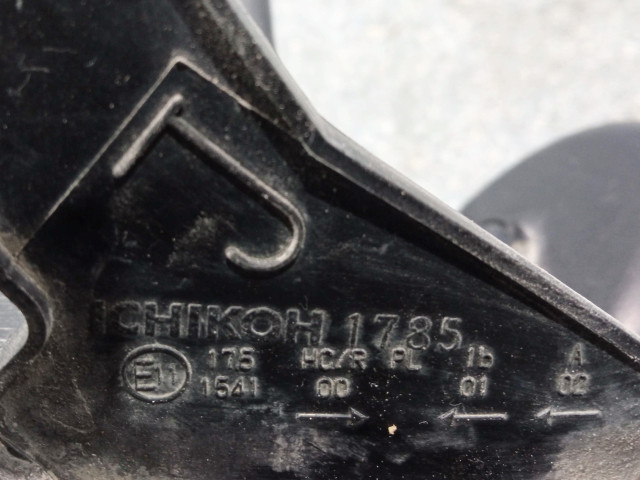 J
ICHIKOH 1785
E11 175 HC/R PL 1b A
1541 00 01 02